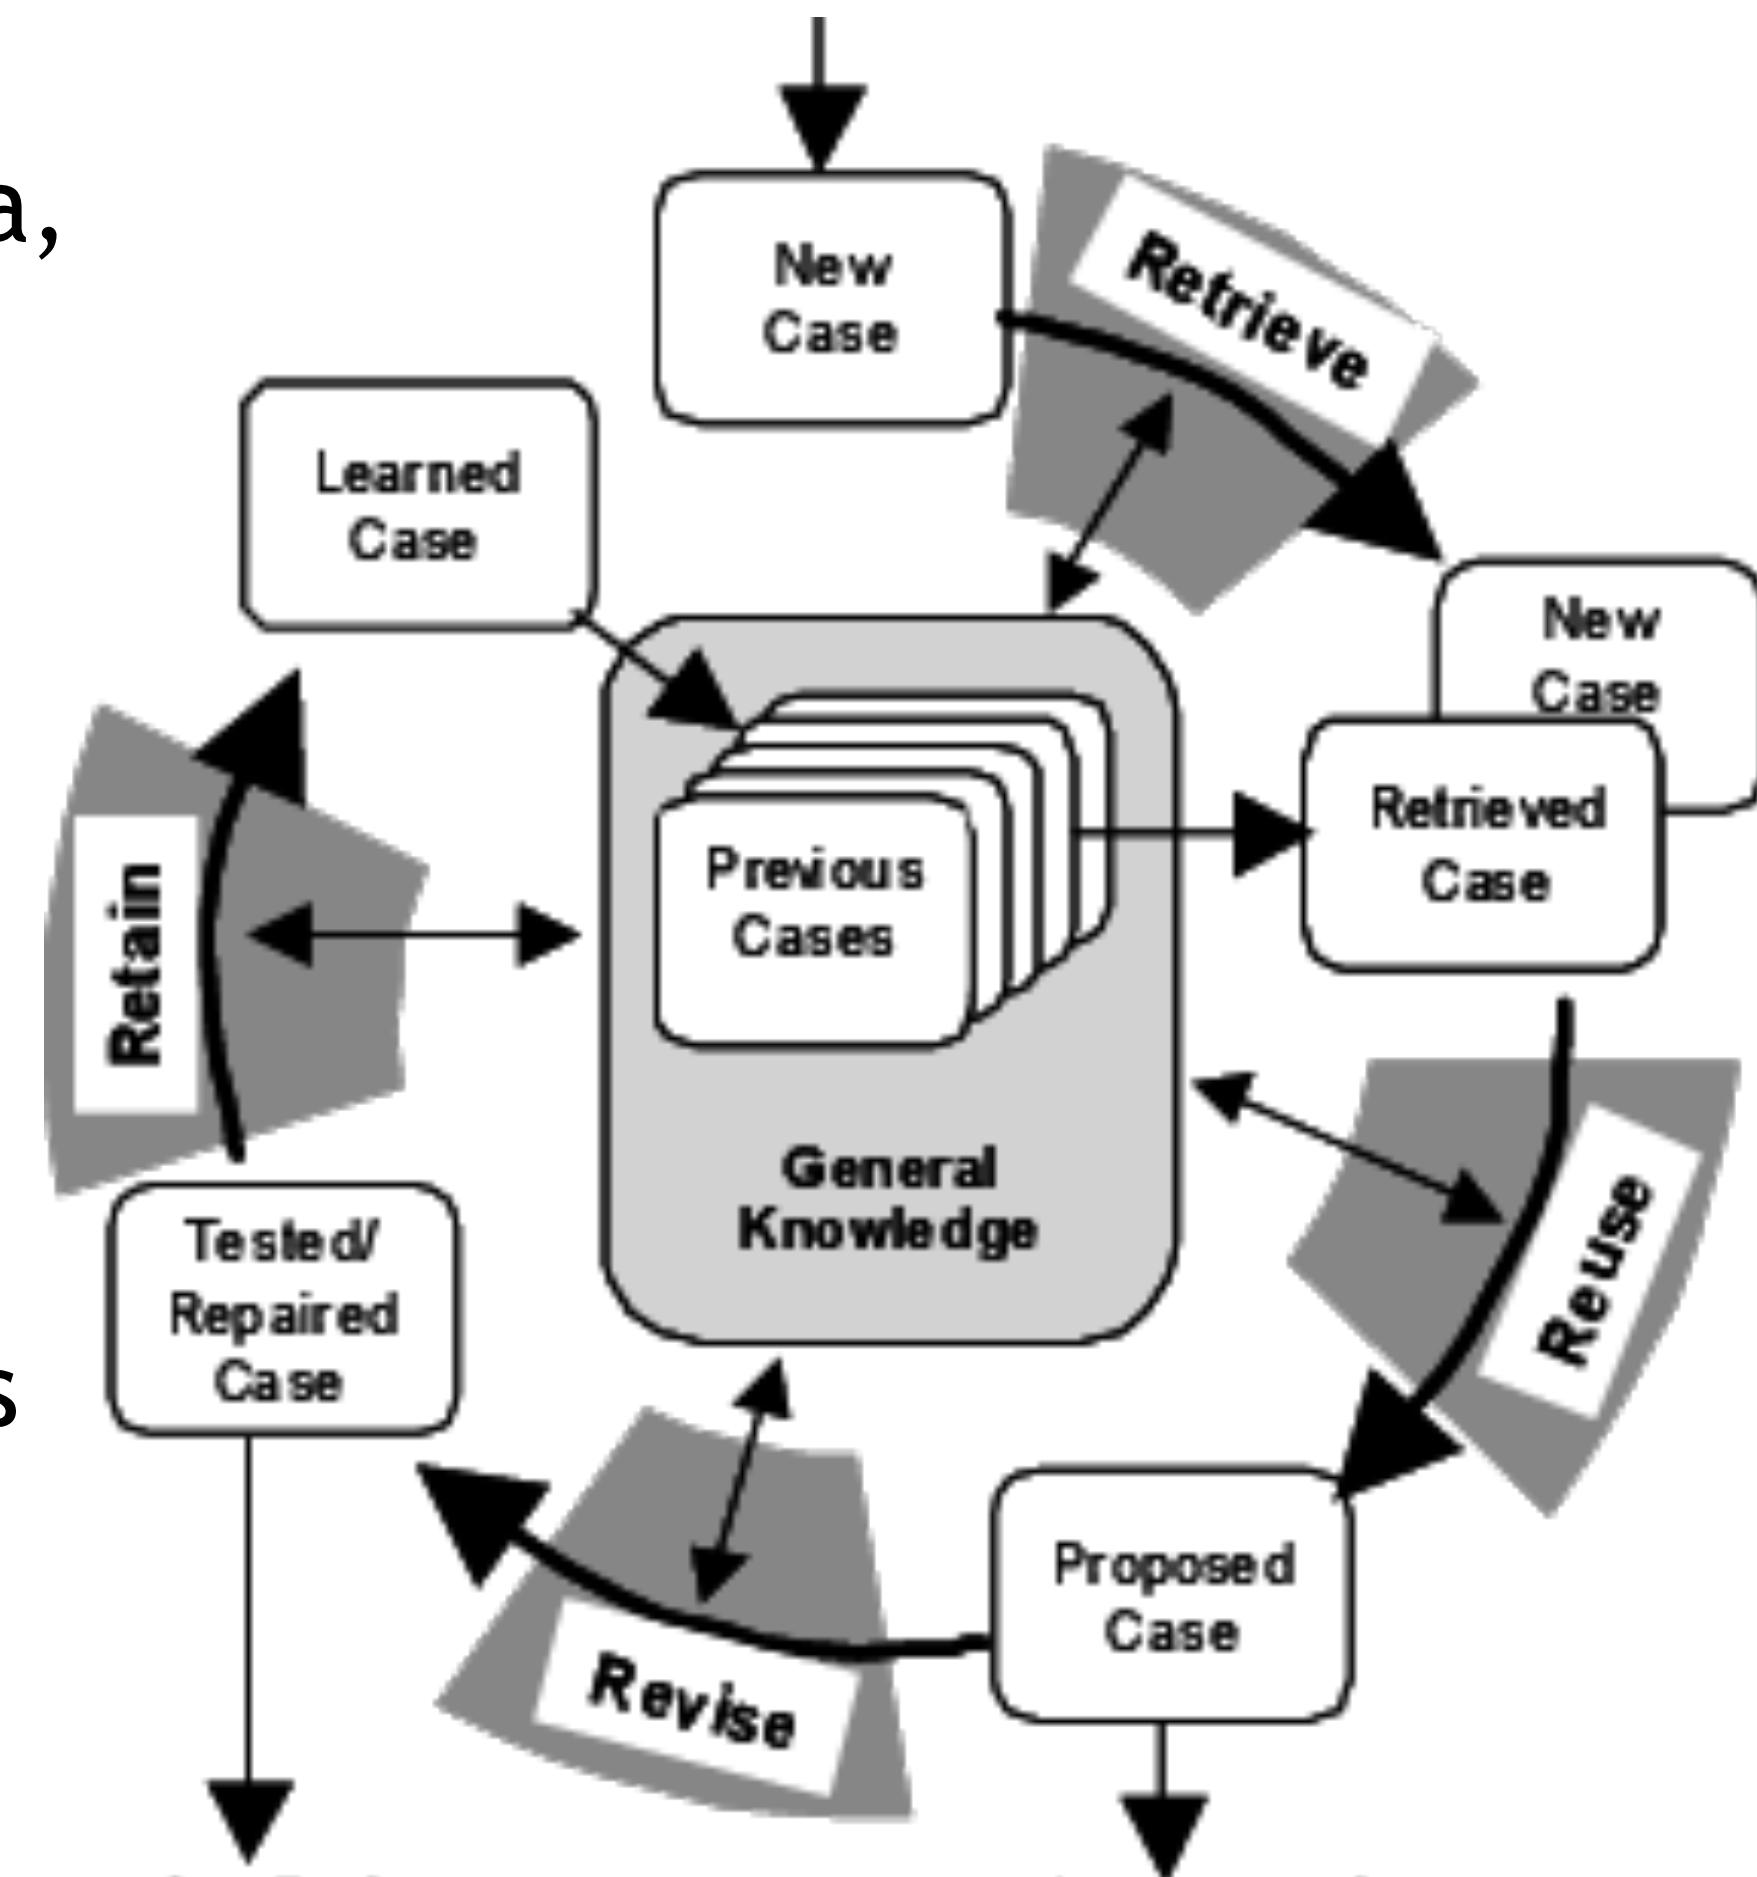 a,
New
Case
Retrieve
Learned
Case
New
Case
Retrieved
Case
Previous
Cases
Retain
General
Knowledge
Reuse
Tested/
Repaired
Case
s
Proposed
Case
Revise